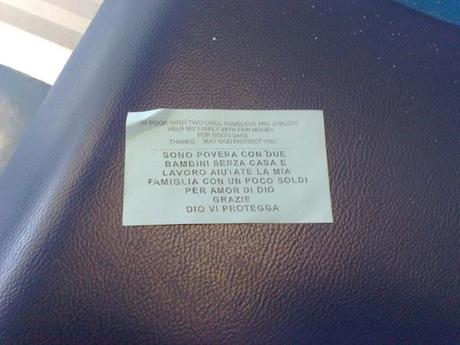 I'M POOR WITH TWO CHILD HOMELESS AND JOBLESS
HELP MY FAMILY WITH FEW MONEY
FOR GOD'S SAKE
THANKS MAY GOD PROTECT YOU
SONO POVERA CON DUE
BAMBINI SENZA CASA E
LAVORO AIUTATE LA MIA
FAMIGLIA CON UN POCO SOLDI
PER AMOR DI DIO
GRAZIE
DIO VI PROTEGGA